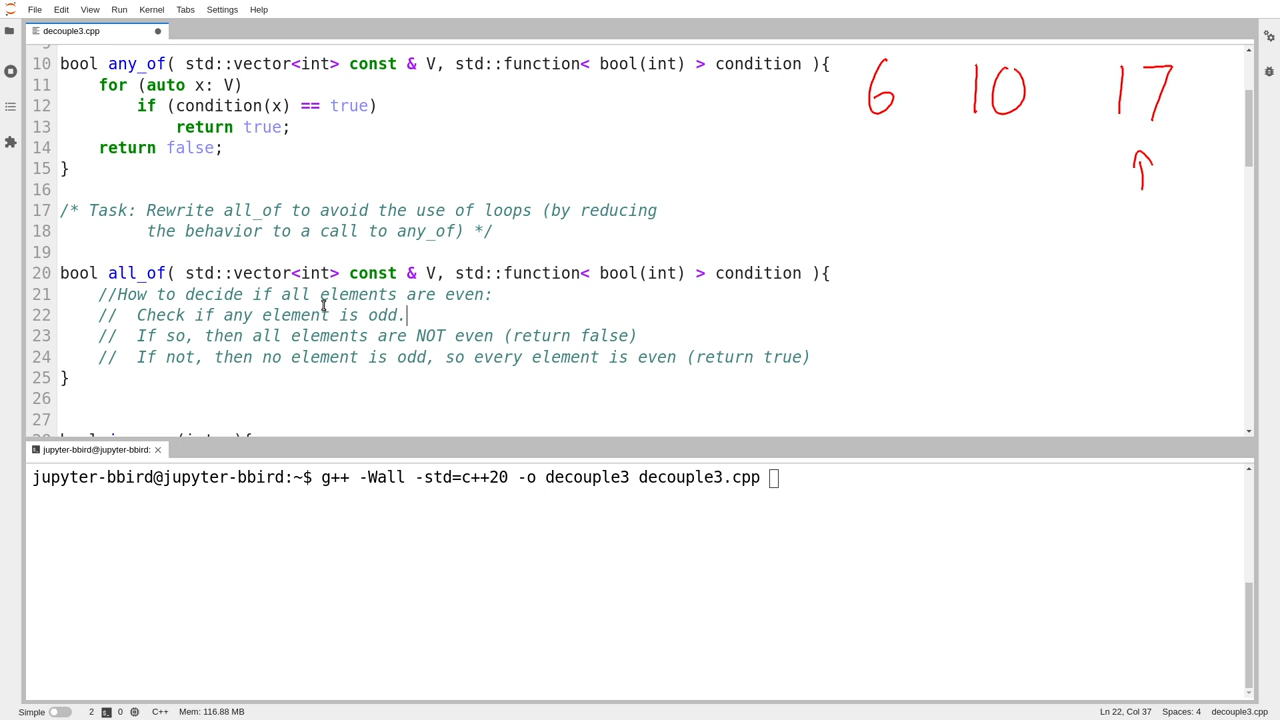 File Edit View Run Kernel Tabs Settings Help
decouple3.cpp
10 bool any_of( std::vector<int> const & V, std::function< bool(int) > condition ){
11 for (auto x: V)
12 if (condition(x) == true)
13 return true;
14 return false;
15 }
16
17 /* Task: Rewrite all_of to avoid the use of loops (by reducing
18 the behavior to a call to any_of) */
19
20 bool all_of( std::vector<int> const & V, std::function< bool(int) > condition ){
21 //How to decide if all elements are even:
22 // Check if any element is odd.
23 // If so, then all elements are NOT even (return false)
24 // If not, then no element is odd, so every element is even (return true)
25 }
26
27
6 10 17
jupyter-bbird@jupyter-bbird:
jupyter-bbird@jupyter-bbird:~$ g++ -Wall -std=c++20 -o decouple3 decouple3.cpp
Simple 2 0 C++ Mem: 116.88 MB Ln 22, Col 37 Spaces: 4 decouple3.cpp